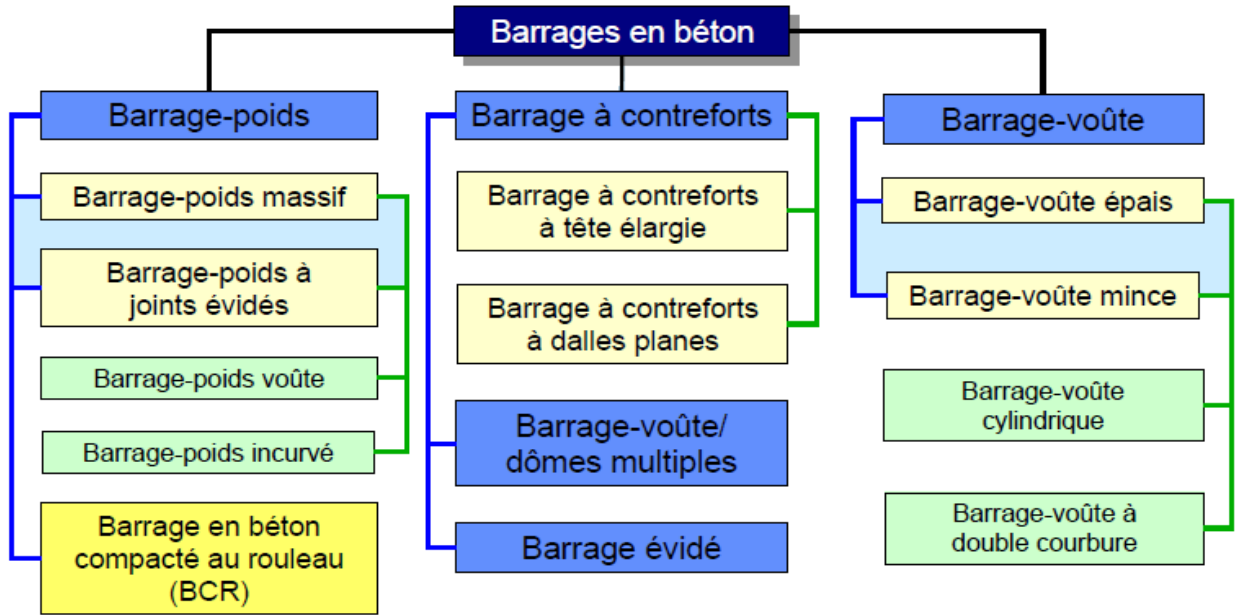 Barrages en béton
Barrage-poids
Barrage-poids massif
Barrage-poids à
joints évidés
Barrage-poids voûte
Barrage-poids incurvé
Barrage en béton
compacté au rouleau
(BCR)
Barrage à contreforts
Barrage à contreforts
à tête élargie
Barrage à contreforts
à dalles planes
Barrage-voûte/
dômes multiples
Barrage évidé
Barrage-voûte
Barrage-voûte épais
Barrage-voûte mince
Barrage-voûte
cylindrique
Barrage-voûte à
double courbure